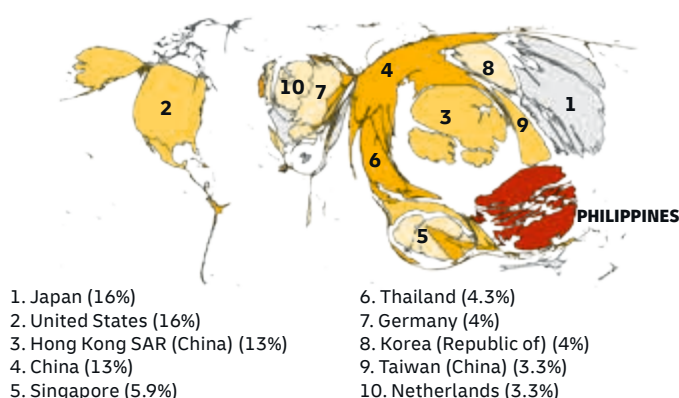 10
7
4
8
1
2
3
9
6
PHILIPPINES
5
1. Japan (16%)
2. United States (16%)
3. Hong Kong SAR (China) (13%)
4. China (13%)
5. Singapore (5.9%)
6. Thailand (4.3%)
7. Germany (4%)
8. Korea (Republic of) (4%)
9. Taiwan (China) (3.3%)
10. Netherlands (3.3%)